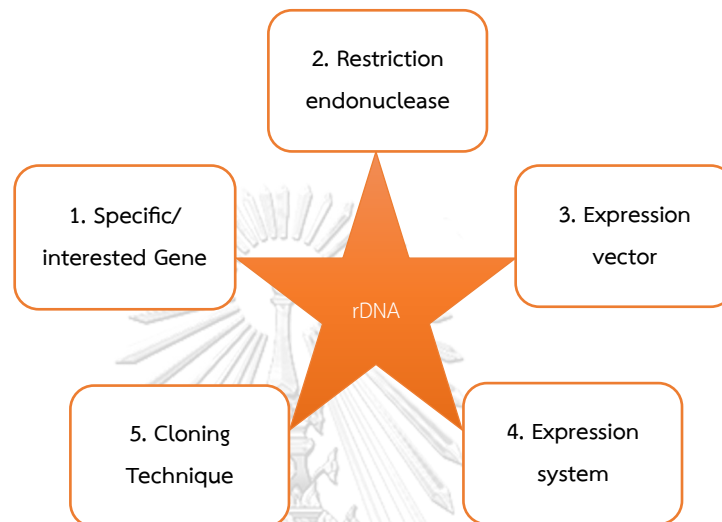 2. Restriction
endonuclease
1. Specific/
interested Gene
3. Expression
vector
rDNA
5. Cloning
Technique
4. Expression
system